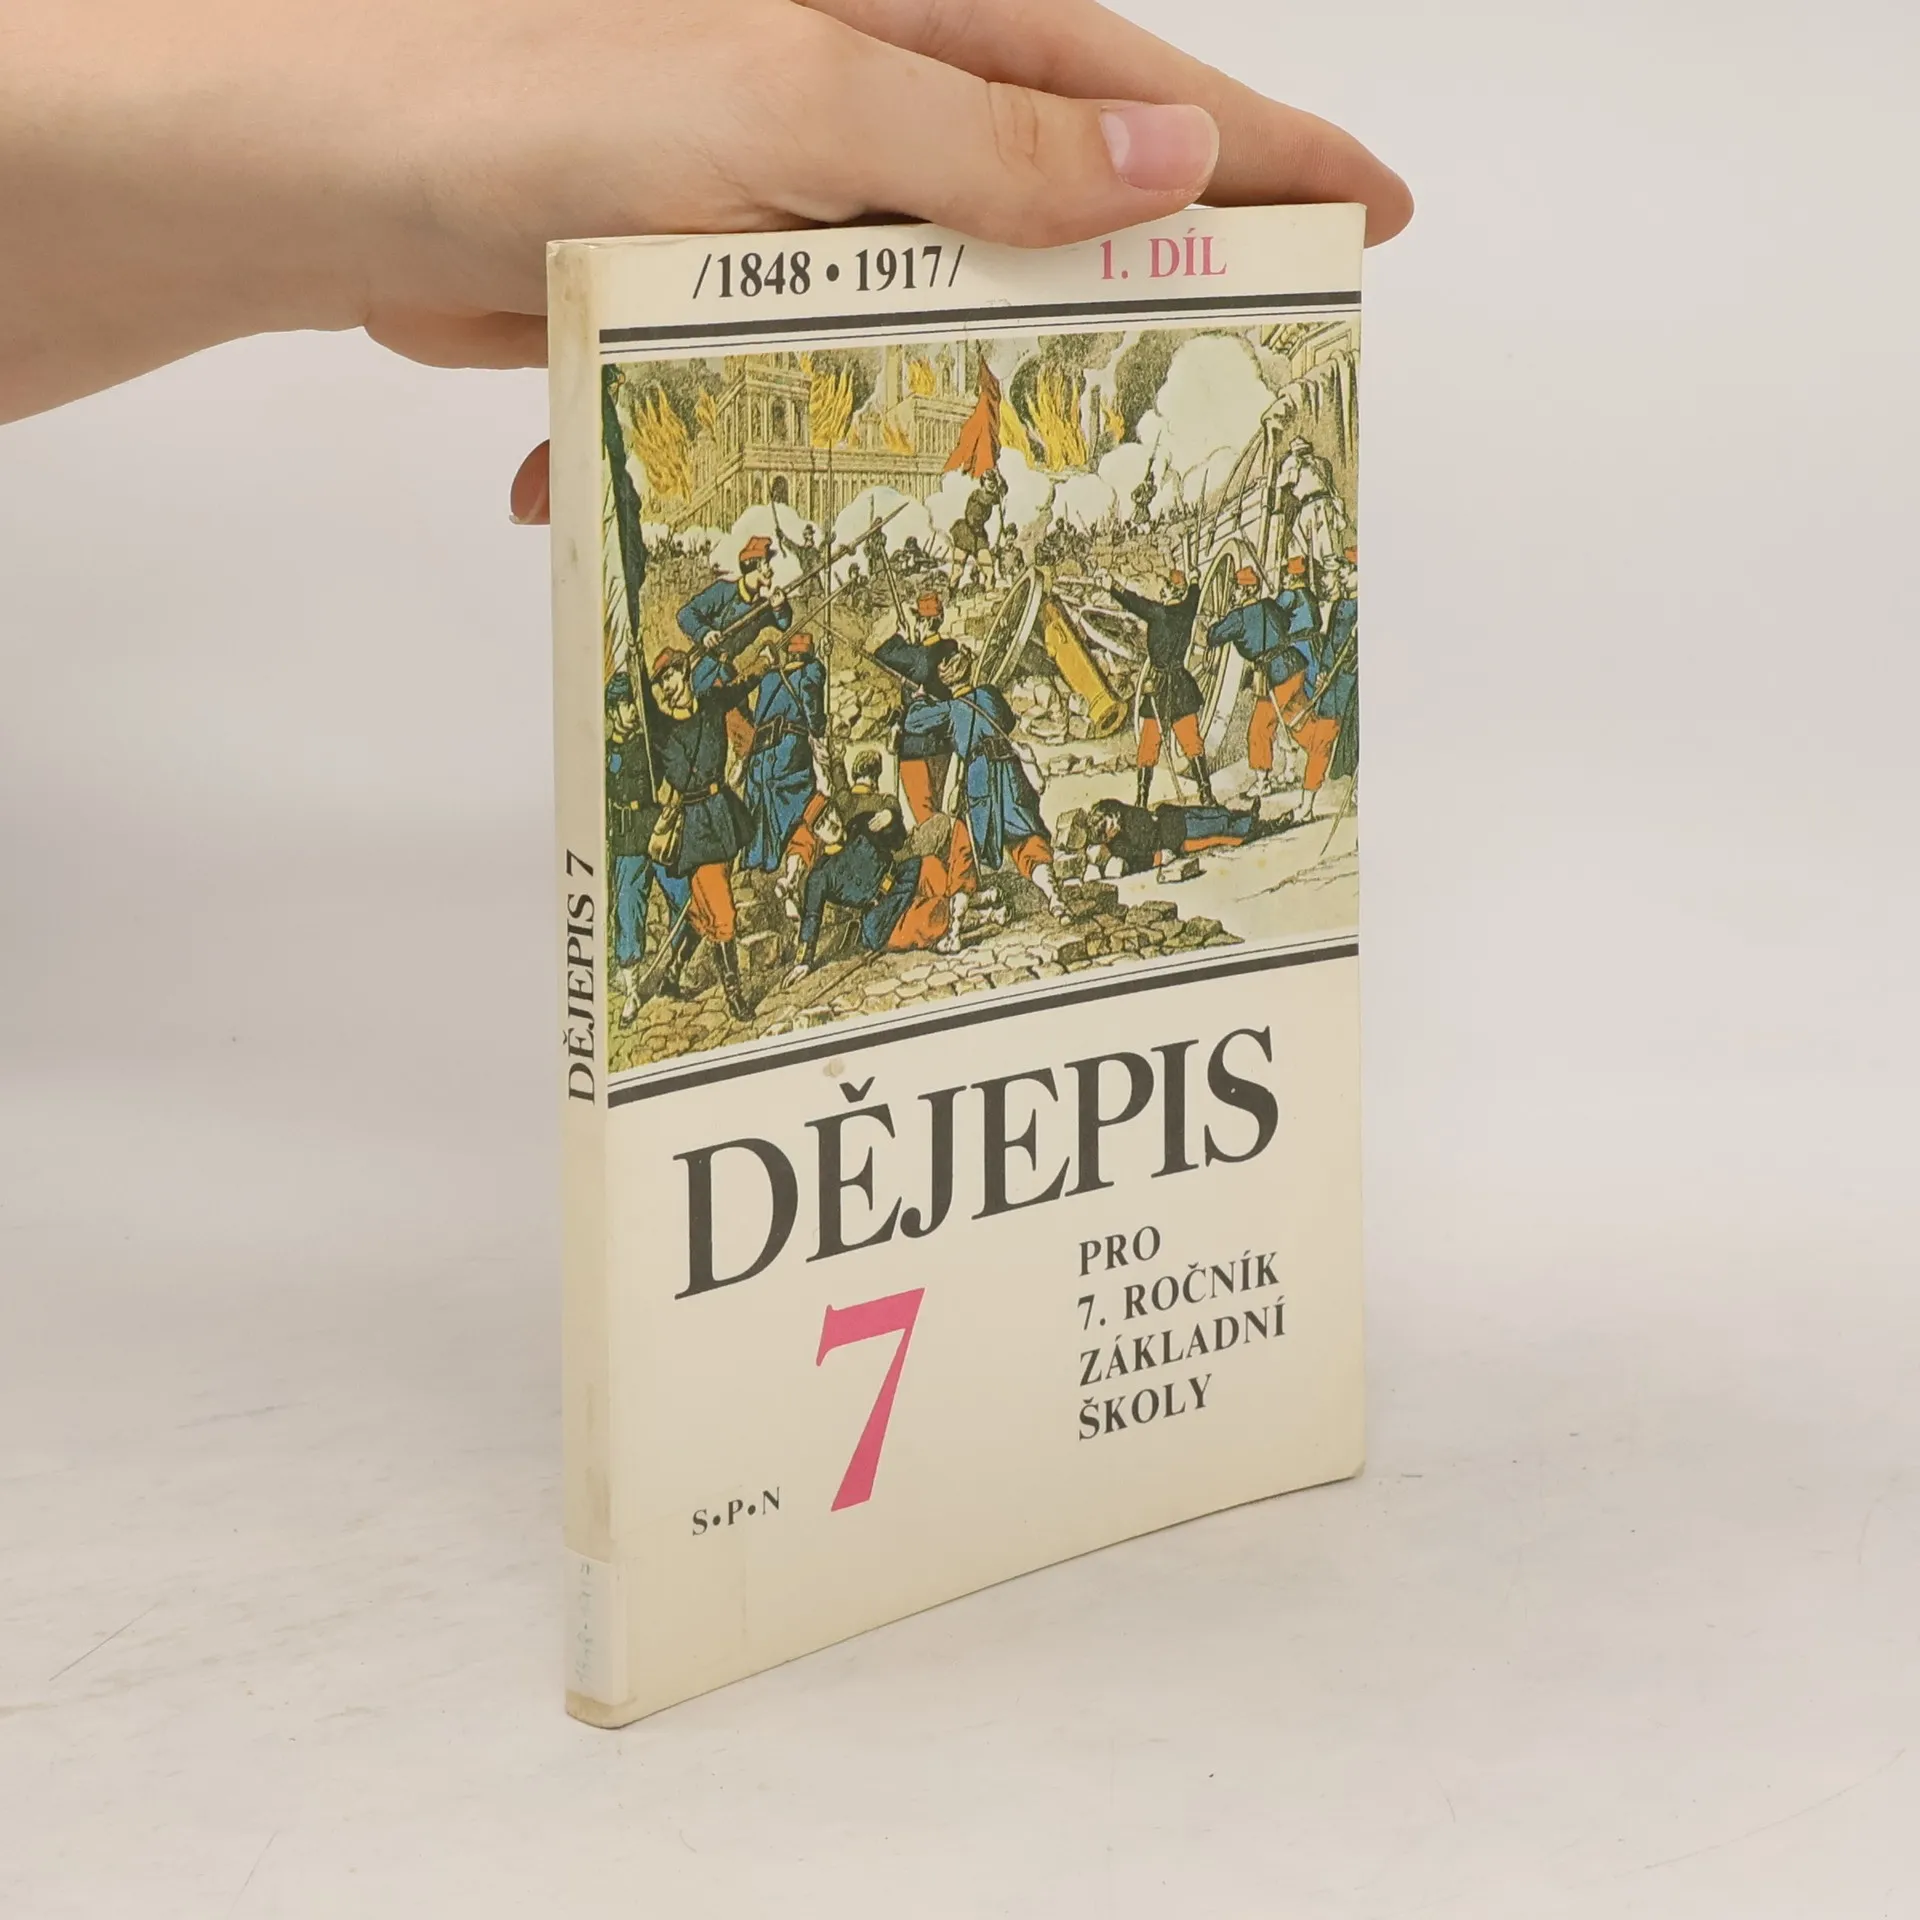 /1848 • 1917/
1. DÍL
DĚJEPIS 7
DĚJEPIS
7
PRO
7. ROČNÍK
ZÁKLADNÍ
ŠKOLY
S•P•N